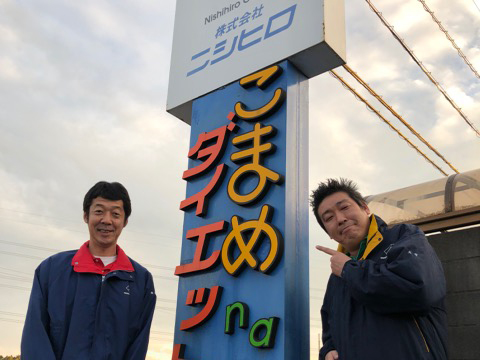 Nishihiro C
株式会社
ニシヒロ
こまめ
na
ダイエット